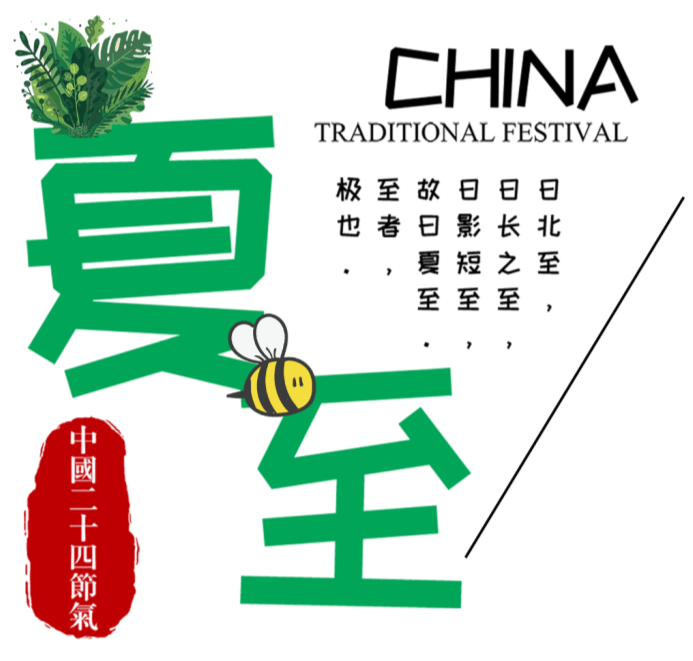 CHINA
TRADITIONAL FESTIVAL
夏至
日北至，
日长之至，
日影短至，
故曰夏至.
至者，
极也.
中國二十四節氣